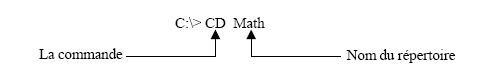 C:\> CD Math
La commande
Nom du répertoire